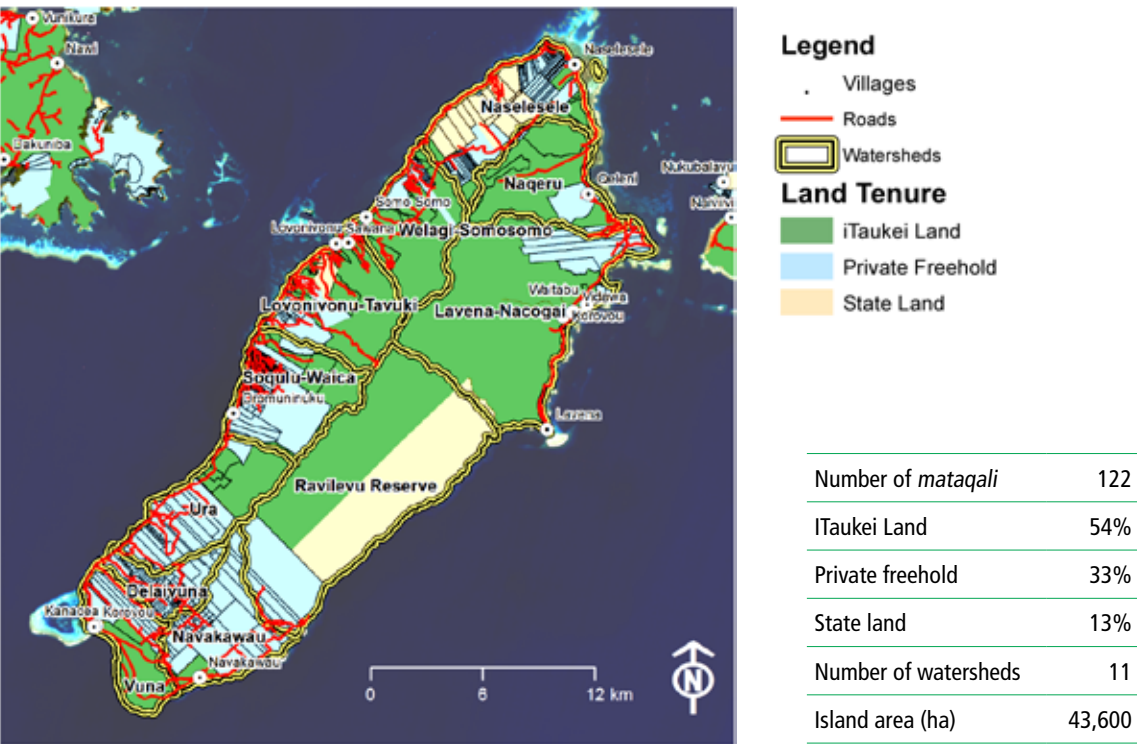 Vunikura
Nawi
Bakuniba
Naselesele
Naselesele
Naqeru
Qeleni
Somo Somo
Lovonivonu Sawana
Welagi-Somosomo
Waitabu
Vidawa
Korovou
Lovonivonu-Tavuki
Lavena-Nacogai
Soqulu-Waica
Lavena
Ravilevu Reserve
Ura
Delaivuna
Kanacea Korovou
Navakawau
Navakawau
Vuna
0 6 12 km
N
Legend
Villages
Roads
Watersheds
Land Tenure
iTaukei Land
Private Freehold
State Land
Number of mataqali 122
ITaukei Land 54%
Private freehold 33%
State land 13%
Number of watersheds 11
Island area (ha) 43,600